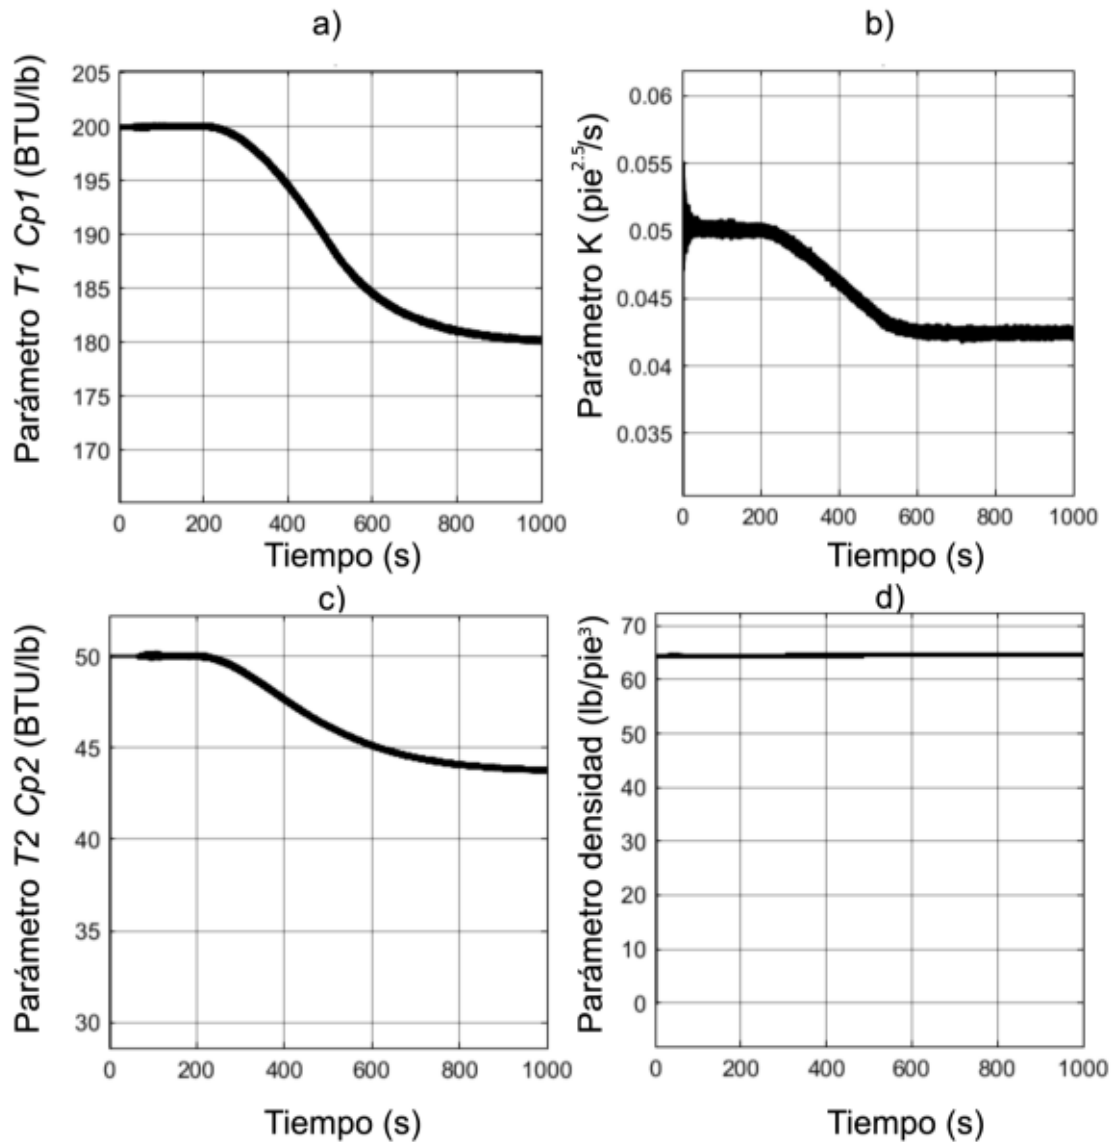 a)
Parámetro T1 Cp1 (BTU/lb)
205
200
195
190
185
180
175
170
0 200 400 600 800 1000
Tiempo (s)
b)
Parámetro K (pie^2.5/s)
0.06
0.055
0.05
0.045
0.04
0.035
0 200 400 600 800 1000
Tiempo (s)
c)
Parámetro T2 Cp2 (BTU/lb)
50
45
40
35
30
0 200 400 600 800 1000
Tiempo (s)
d)
Parámetro densidad (lb/pie³)
70
60
50
40
30
20
10
0
0 200 400 600 800 1000
Tiempo (s)